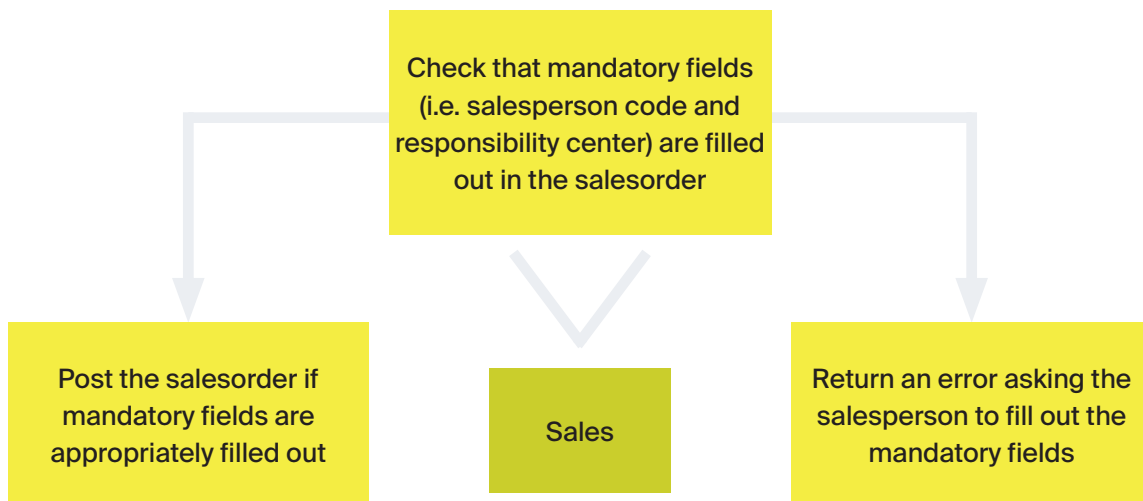 Check that mandatory fields
(i.e. salesperson code and
responsibility center) are filled
out in the salesorder
Post the salesorder if
mandatory fields are
appropriately filled out
Sales
Return an error asking the
salesperson to fill out the
mandatory fields